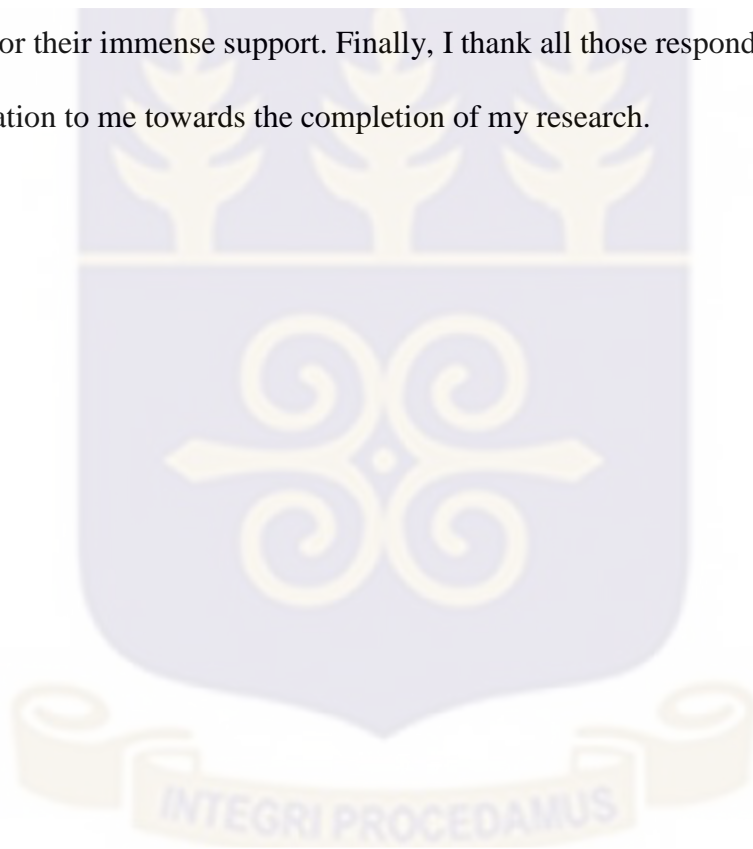 or their immense support. Finally, I thank all those respond
ation to me towards the completion of my research.
INTEGRI PROCEDAMUS